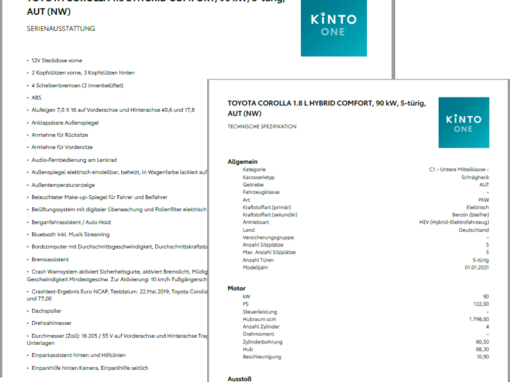 TOYOTA COROLLA 1.8 L HYBRID COMFORT, 90 kW, 5-türig,
AUT (NW)
SERIENAUSSTATTUNG
KINTO
ONE
• 12V Steckdose vorne
• 2 Kopfstützen vorne, 3 Kopfstützen hinten
• 4 Scheibenbremsen (2 innenbelüftet)
• ABS
• Alufelgen 7,0 X 16 auf Vorderachse und Hinterachse 40,6 und 17,8
• Anklappbare Außenspiegel
• Armlehne für Rücksitze
• Armlehne für Vordersitze
• Audio-Fernbedienung am Lenkrad
• Außenspiegel elektrisch einstellbar, beheizt, in Wagenfarbe lackiert auf
• Außentemperaturanzeige
• Beleuchteter Make-up-Spiegel für Fahrer und Beifahrer
• Belüftungssystem mit digitaler Überwachung und Pollenfilter elektrisch
• Berganfahrassistent / Auto Hold
• Bluetooth inkl. Musik Streaming
• Bordcomputer mit Durchschnittsgeschwindigkeit, Durchschnittskraftsto
• Bremsassistent
• Crash Warnsystem aktiviert Sicherheitsgurte, aktiviert Bremslicht, Müdig
Geschwindigkeit Mindestgeschw. Zur Aktivierung: 10 km/h Fußgängersch
• Crashtest-Ergebnis Euro NCAP, Testdatum: 22.Mai 2019, Toyota Corolla
und 77,00
• Dachspoiler
• Drehzahlmesser
• Durchmesser (Zoll): 16 205 / 55 V auf Vorderachse und Hinterachse Trag
Unterlagen
• Einparkassistent hinten und Hilfslinien
• Einparkhilfe hinten Kamera, Einparkhilfe seitlich
TOYOTA COROLLA 1.8 L HYBRID COMFORT, 90 kW, 5-türig,
AUT (NW)
TECHNISCHE SPEZIFIKATION
KINTO
ONE
Allgemein
Kategorie C1 – Untere Mittelklasse –
Karosserietyp Schrägheck
Getriebe AUT
Fahrzeugklasse –
Art PKW
Kraftstoffart (primär) Elektrisch
Kraftstoffart (sekundär) Benzin (bleifrei)
Antriebsart HEV (Hybrid-Elektrofahrzeug)
Land Deutschland
Versicherungsgruppe –
Anzahl Sitzplätze 5
Max. Anzahl Sitzplätze 5
Anzahl Türen 5-türig
Modelljahr 01.01.2021
Motor
kW 90
PS 122,00
Steuerleistung –
Hubraum ccm 1.798,00
Anzahl Zylinder 4
Drehmoment –
Zylinderbohrung 80,50
Hub 88,30
Beschleunigung 10,90
Ausstoß